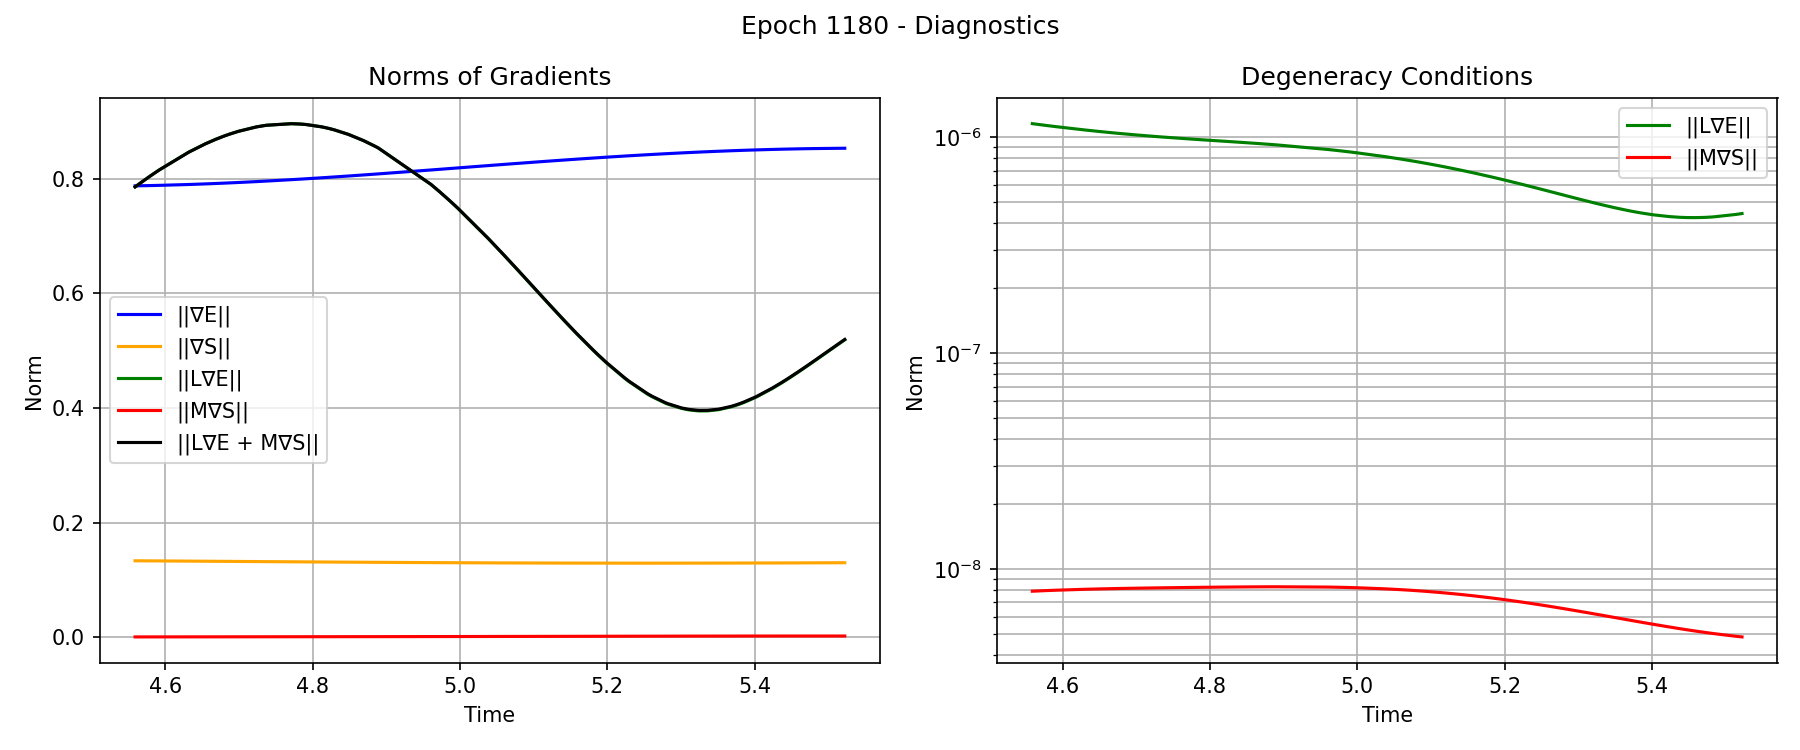 Epoch 1180 - Diagnostics
Norms of Gradients
Norm
0.8
0.6
0.4
0.2
0.0
||∇E||
||∇S||
||L∇E||
||M∇S||
||L∇E + M∇S||
4.6 4.8 5.0 5.2 5.4
Time
Degeneracy Conditions
Norm
10⁻⁶
10⁻⁷
10⁻⁸
||L∇E||
||M∇S||
4.6 4.8 5.0 5.2 5.4
Time